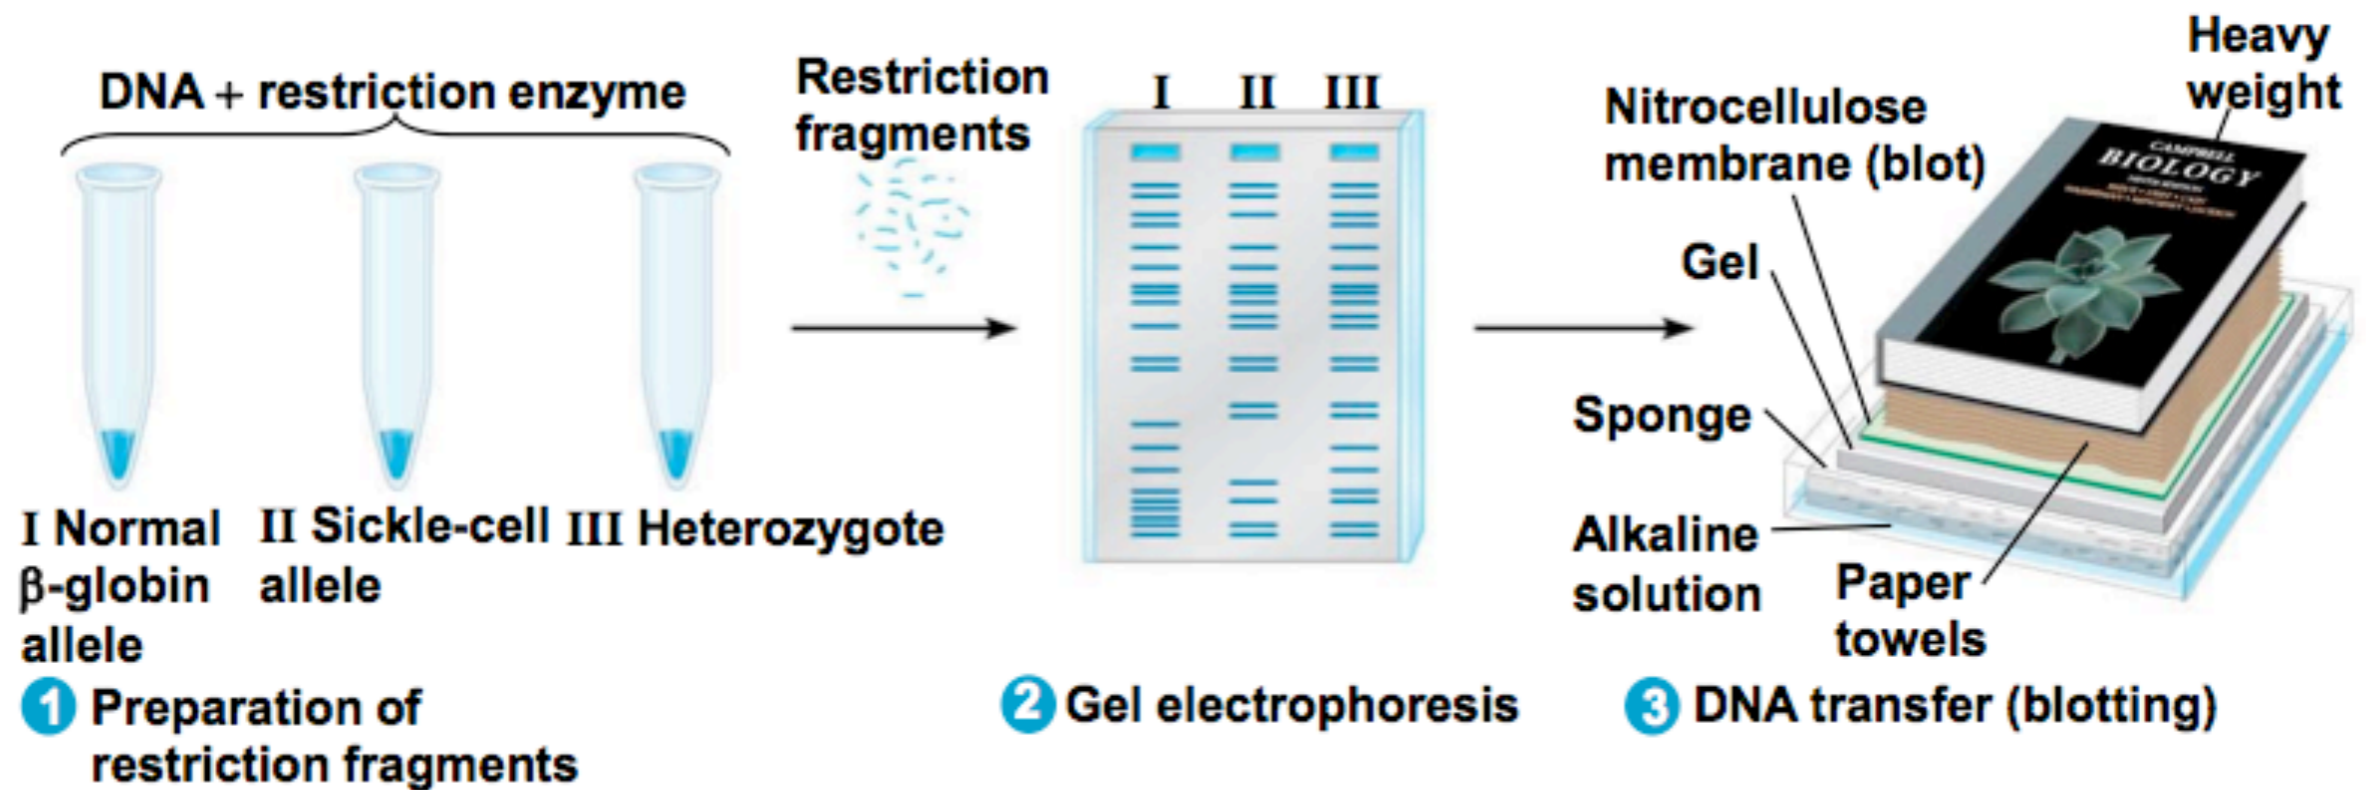 DNA + restriction enzyme
I Normal
β-globin
allele
II Sickle-cell
allele
III Heterozygote
1 Preparation of
restriction fragments
Restriction
fragments
I II III
2 Gel electrophoresis
Heavy
weight
Nitrocellulose
membrane (blot)
Gel
Sponge
Alkaline
solution
Paper
towels
CAMPBELL
BIOLOGY
3 DNA transfer (blotting)